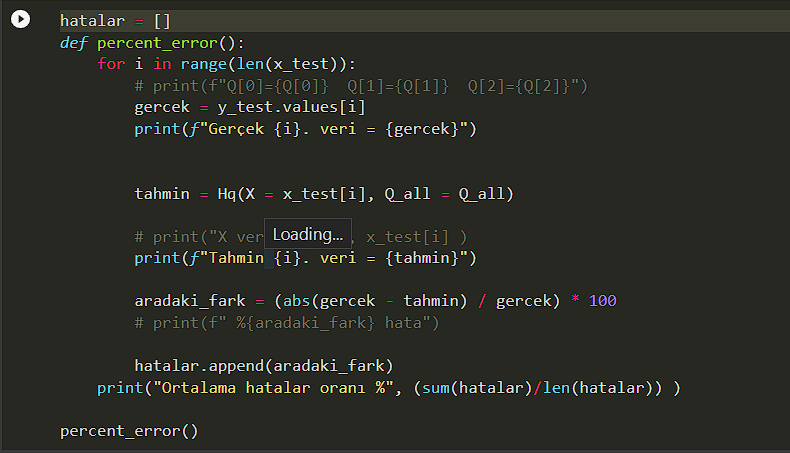 hatalar = []
def percent_error():
for i in range(len(x_test)):
# print(f"Q[0]={Q[0]}  Q[1]={Q[1]}  Q[2]={Q[2]}")
gercek = y_test.values[i]
print(f"Gerçek {i}. veri = {gercek}")
tahmin = Hq(X = x_test[i], Q_all = Q_all)
# print("X ver , x_test[i] )
Loading...
print(f"Tahmin {i}. veri = {tahmin}")
aradaki_fark = (abs(gercek - tahmin) / gercek) * 100
# print(f" %{aradaki_fark} hata")
hatalar.append(aradaki_fark)
print("Ortalama hatalar oranı %", (sum(hatalar)/len(hatalar)) )
percent_error()